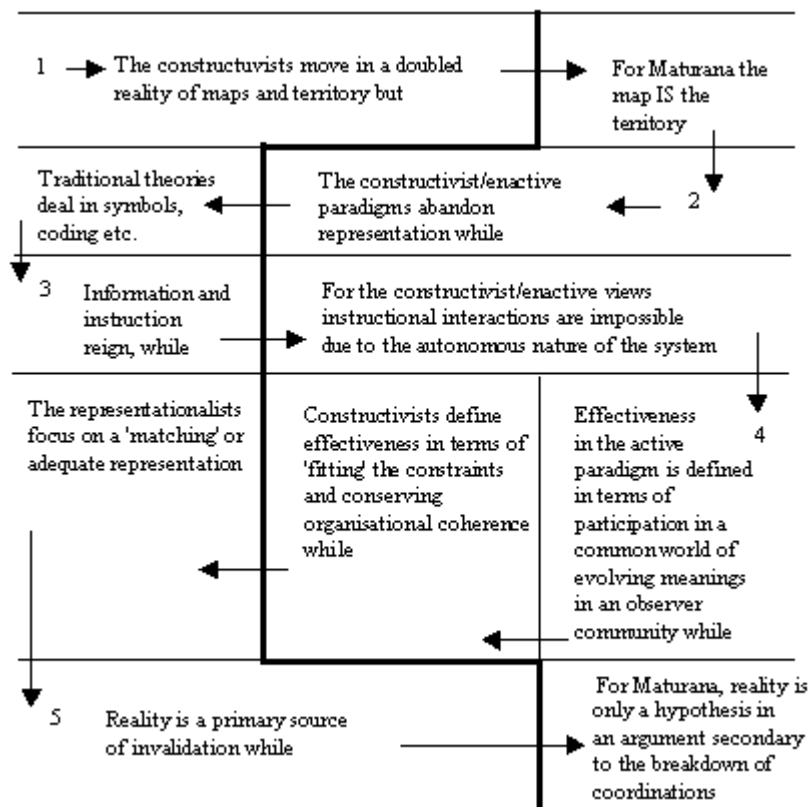 1
The constructuvists move in a doubled
reality of maps and territory but
For Maturana the
map IS the
territory
2
The constructivist/enactive
paradigms abandon
representation while
Traditional theories
deal in symbols,
coding etc.
3
Information and
instruction
reign, while
For the constructivist/enactive views
instructional interactions are impossible
due to the autonomous nature of the system
4
Effectiveness
in the active
paradigm is defined
in terms of
participation in a
common world of
evolving meanings
in an observer
community while
Constructivists define
effectiveness in terms of
'fitting' the constraints
and conserving
organisational coherence
while
The representationalists
focus on a 'matching' or
adequate representation
5
Reality is a primary source
of invalidation while
For Maturana, reality is
only a hypothesis in
an argument secondary
to the breakdown of
coordinations